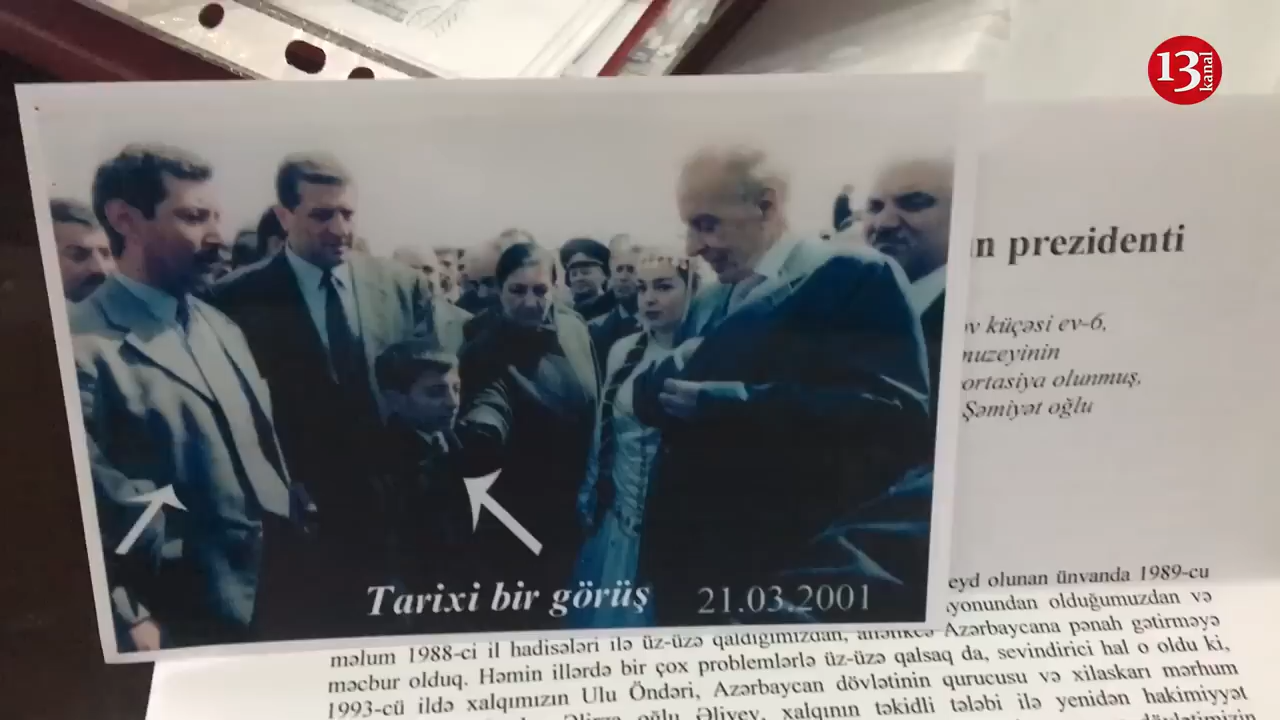 13 kanal
n prezidenti
küçəsi ev-6,
muzeyinin
ortasiya olunmuş,
Şəmiyət oğlu
Tarixi bir görüş 21.03.2001
eyd olunan ünvanda 1989-cu
yonundan olduğumuzdan və
məlum 1988-ci il hadisələri ilə üz-üzə qaldığımızdan, Azərbaycana pənah gətirməyə
məcbur olduq. Həmin illərdə bir çox problemlərlə üz-üzə qalsaq da, sevindirici hal o oldu ki,
1993-cü ildə xalqımızın Ulu Öndəri, Azərbaycan dövlətinin qurucusu və xilaskarı mərhum
oğlu Əliyev, xalqının təkidli tələbi ilə yenidən hakimiyyət